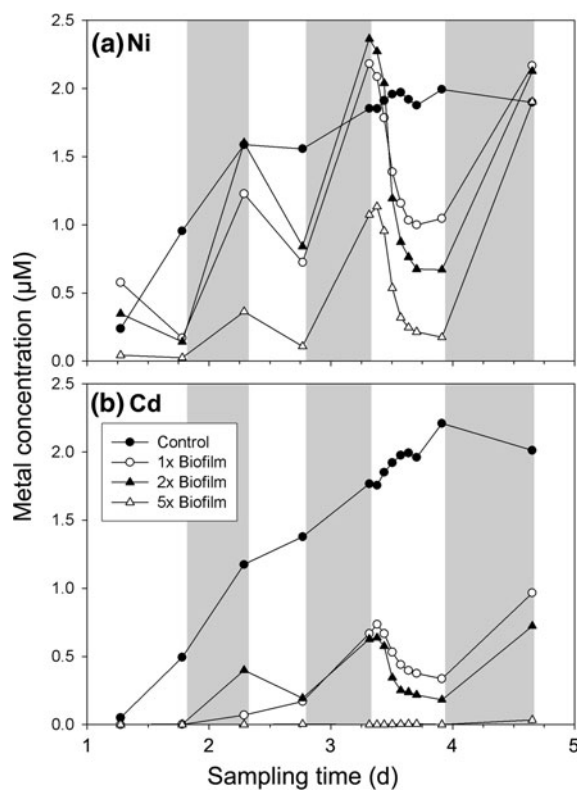 (a) Ni
2.5
2.0
1.5
1.0
0.5
0.0
Metal concentration (µM)
(b) Cd
2.5
2.0
1.5
1.0
0.5
0.0
Control
1x Biofilm
2x Biofilm
5x Biofilm
1 2 3 4 5
Sampling time (d)